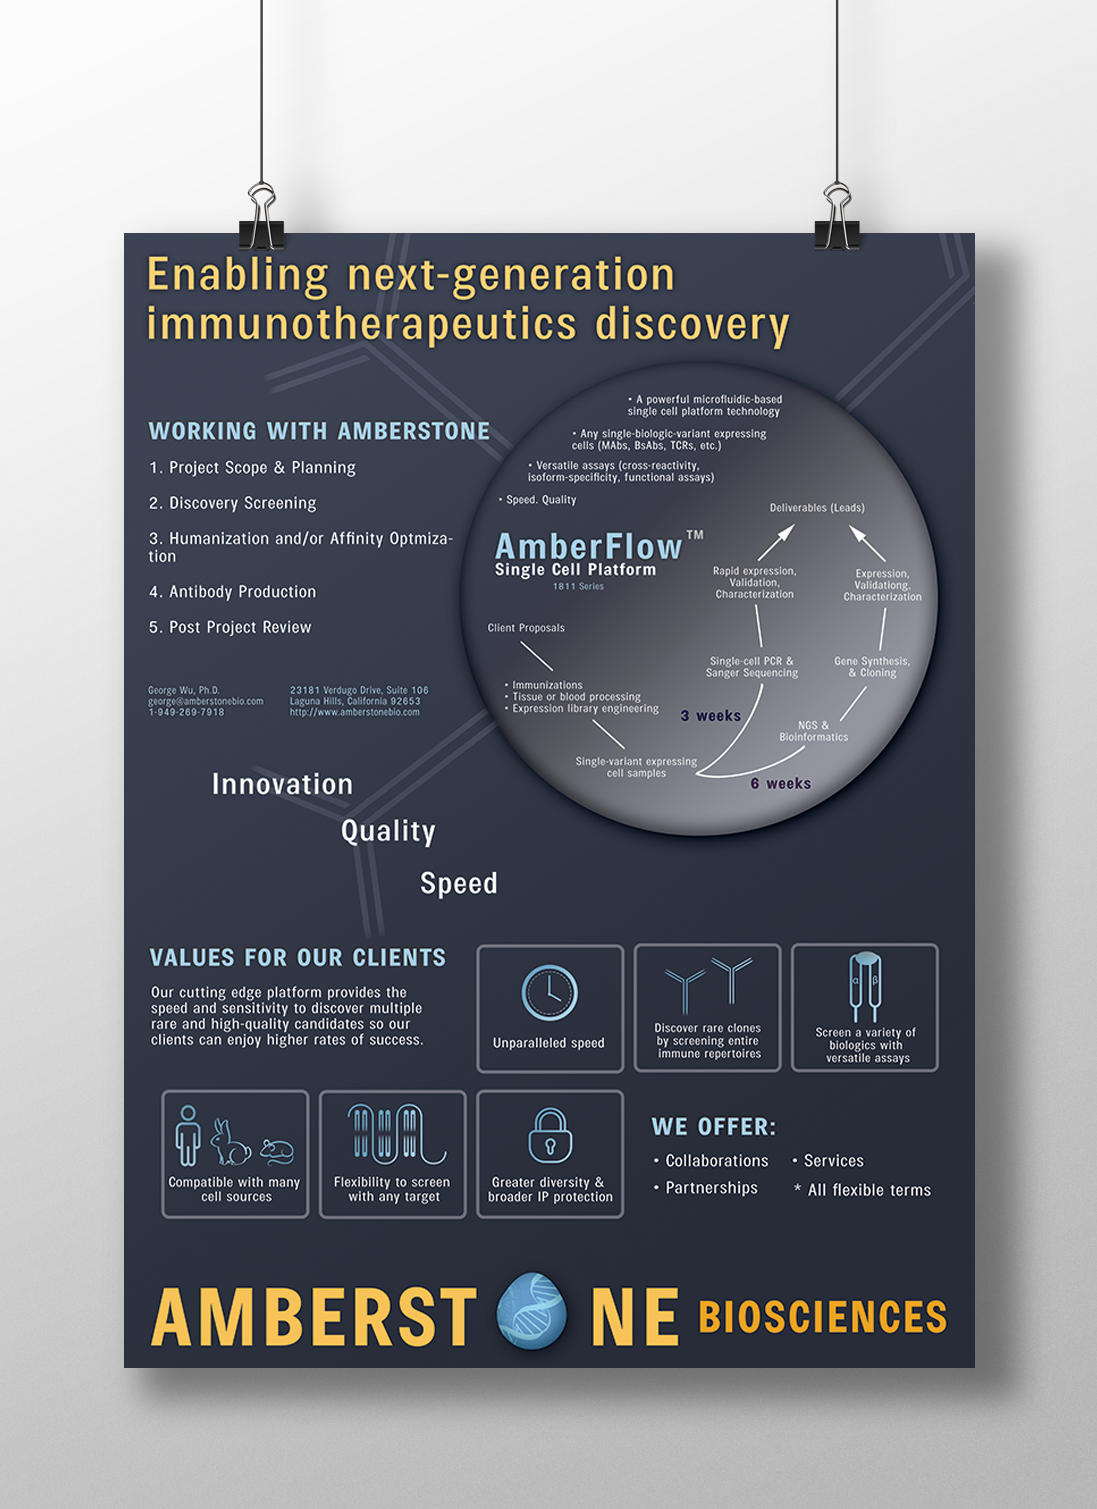 Enabling next-generation
immunotherapeutics discovery
WORKING WITH AMBERSTONE
1. Project Scope & Planning
2. Discovery Screening
3. Humanization and/or Affinity Optmiza-
tion
4. Antibody Production
5. Post Project Review
George Wu, Ph.D.
george@amberstonebio.com
1-949-269-7918
23181 Verdugo Drive, Suite 106
Laguna Hills, California 92653
http://www.amberstonebio.com
• A powerful microfluidic-based
single cell platform technology
• Any single-biologic-variant expressing
cells (MAbs, BsAbs, TCRs, etc.)
• Versatile assays (cross-reactivity,
isoform-specificity, functional assays)
• Speed. Quality
AmberFlow™
Single Cell Platform
1811 Series
Client Proposals
• Immunizations
• Tissue or blood processing
• Expression library engineering
Single-variant expressing
cell samples
3 weeks
Single-cell PCR &
Sanger Sequencing
Rapid expression,
Validation,
Characterization
Deliverables (Leads)
6 weeks
NGS &
Bioinformatics
Gene Synthesis,
& Cloning
Expression,
Validationg,
Characterization
Innovation
Quality
Speed
VALUES FOR OUR CLIENTS
Our cutting edge platform provides the
speed and sensitivity to discover multiple
rare and high-quality candidates so our
clients can enjoy higher rates of success.
Unparalleled speed
Discover rare clones
by screening entire
immune repertoires
α β
Screen a variety of
biologics with
versatile assays
Compatible with many
cell sources
Flexibility to screen
with any target
Greater diversity &
broader IP protection
WE OFFER:
• Collaborations
• Services
• Partnerships
* All flexible terms
AMBERST NE BIOSCIENCES